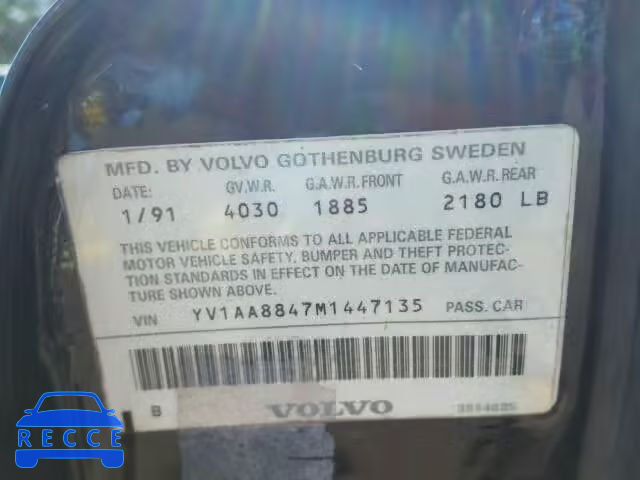 MFD. BY VOLVO GOTHENBURG SWEDEN
DATE: GV.W.R. G.A.W.R. FRONT G.A.W.R. REAR
1/91 4030 1885 2180 LB
THIS VEHICLE CONFORMS TO ALL APPLICABLE FEDERAL
MOTOR VEHICLE SAFETY, BUMPER AND THEFT PROTEC-
TION STANDARDS IN EFFECT ON THE DATE OF MANUFAC-
TURE SHOWN ABOVE.
VIN YV1AA8847M1447135 PASS. CAR
B VOLVO
RECCE